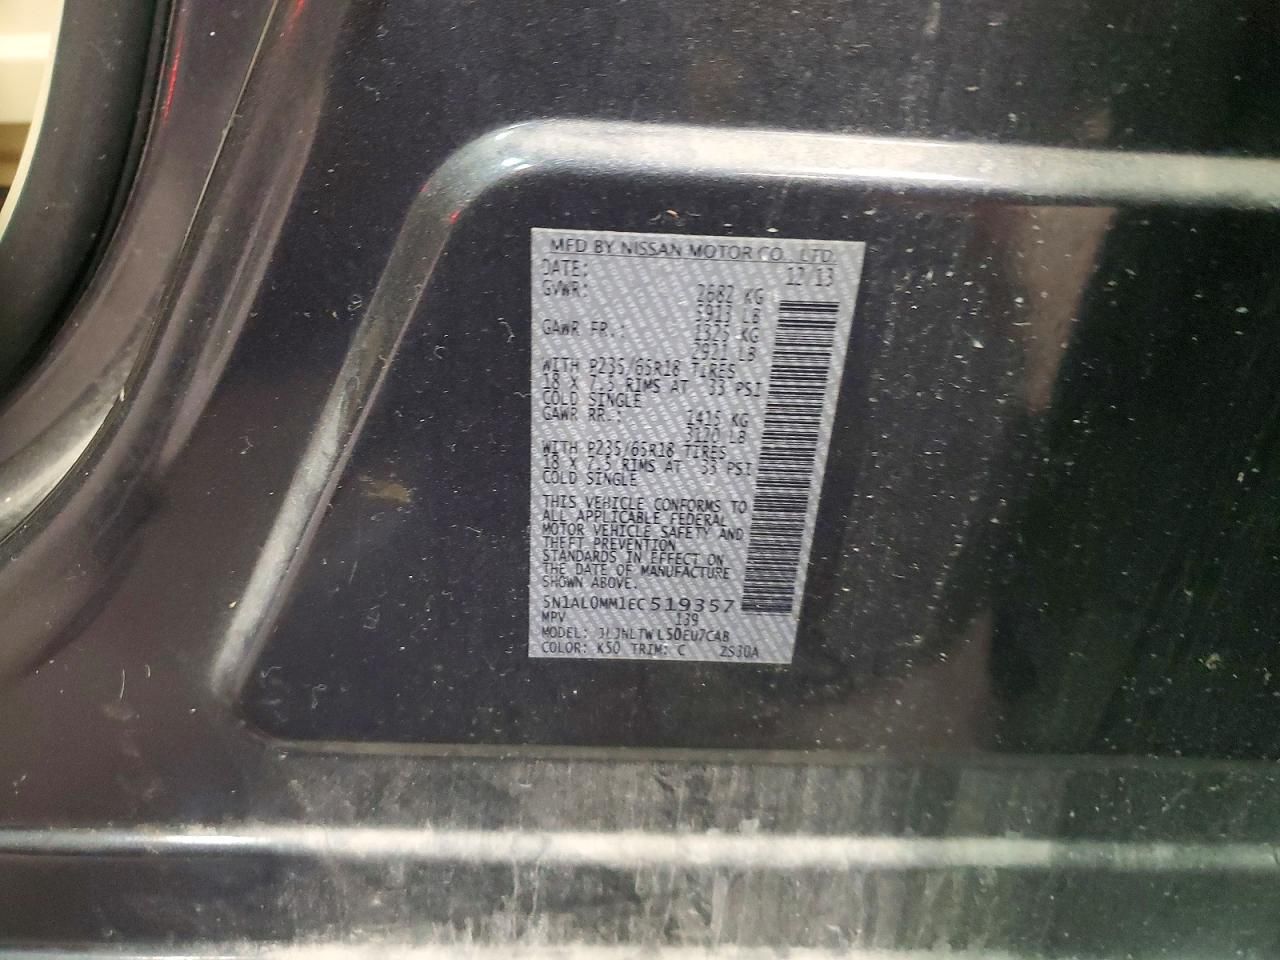 MFD BY NISSAN MOTOR CO., LTD.
DATE: 12/13
GVWR: 2682 KG
5913 LB
GAWR FR.: 1325 KG
2921 LB
WITH P235/65R18 TIRES
18 X 7.5 RIMS AT 33 PSI
COLD SINGLE
GAWR RR.: 1415 KG
3120 LB
WITH P235/65R18 TIRES
18 X 7.5 RIMS AT 33 PSI
COLD SINGLE
THIS VEHICLE CONFORMS TO
ALL APPLICABLE FEDERAL
MOTOR VEHICLE SAFETY AND
THEFT PREVENTION
STANDARDS IN EFFECT ON
THE DATE OF MANUFACTURE
SHOWN ABOVE.
5N1AL0MM1EC519357
MPV 139
MODEL:
COLOR: K50 TRIM: C 2S30A